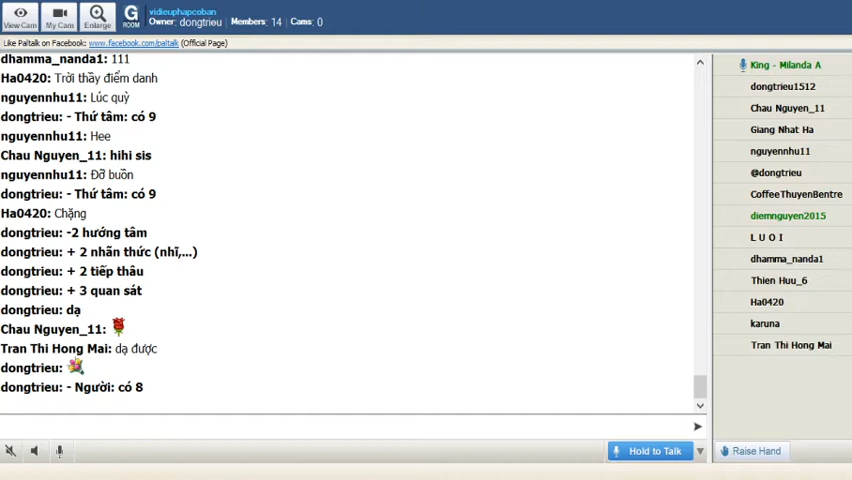 vidieuphapcoban
Owner: dongtrieu Members: 14 Cams: 0
View Cam
My Cam
Enlarge
G
ROOM
Like Paltalk on Facebook: www.facebook.com/paltalk (Official Page)
dhamma_nanda1: 111
Ha0420: Trời thầy điểm danh
nguyennhu11: Lúc quỳ
dongtrieu: - Thứ tâm: có 9
nguyennhu11: Hee
Chau Nguyen_11: hihi sis
nguyennhu11: Đỡ buồn
dongtrieu: - Thứ tâm: có 9
Ha0420: Chặng
dongtrieu: -2 hướng tâm
dongtrieu: + 2 nhãn thức (nhĩ,...)
dongtrieu: + 2 tiếp thâu
dongtrieu: + 3 quan sát
dongtrieu: dạ
Chau Nguyen_11:
Tran Thi Hong Mai: dạ được
dongtrieu:
dongtrieu: - Người: có 8
Hold to Talk
King - Milanda A
dongtrieu1512
Chau Nguyen_11
Giang Nhat Ha
nguyennhu11
@dongtrieu
CoffeeThuyenBentre
diemnguyen2015
L U O I
dhamma_nanda1
Thien Huu_6
Ha0420
karuna
Tran Thi Hong Mai
Raise Hand